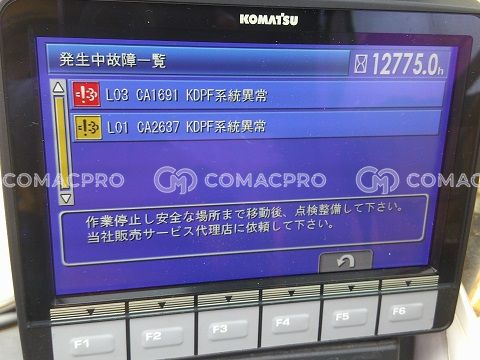 KOMATSU
発生中故障一覧 12775.0h
L03 CA1691 KDPF系統異常
L01 CA2637 KDPF系統異常
COMACPRO COMACPRO COMACPRO
作業停止し安全な場所まで移動後、点検整備して下さい。
当社販売サービス代理店に依頼して下さい。
F1 F2 F3 F4 F5 F6